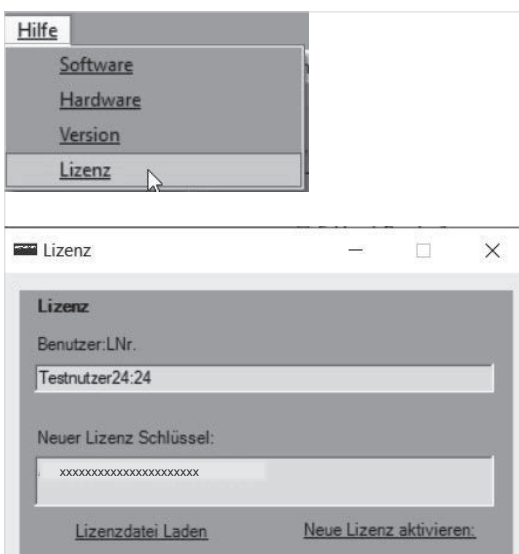 Hilfe
Software
Hardware
Version
Lizenz
Lizenz
Lizenz
Benutzer:LNr.
Testnutzer24:24
Neuer Lizenz Schlüssel:
xxxxxxxxxxxxxxxxxxxxxx
Lizenzdatei Laden Neue Lizenz aktivieren: